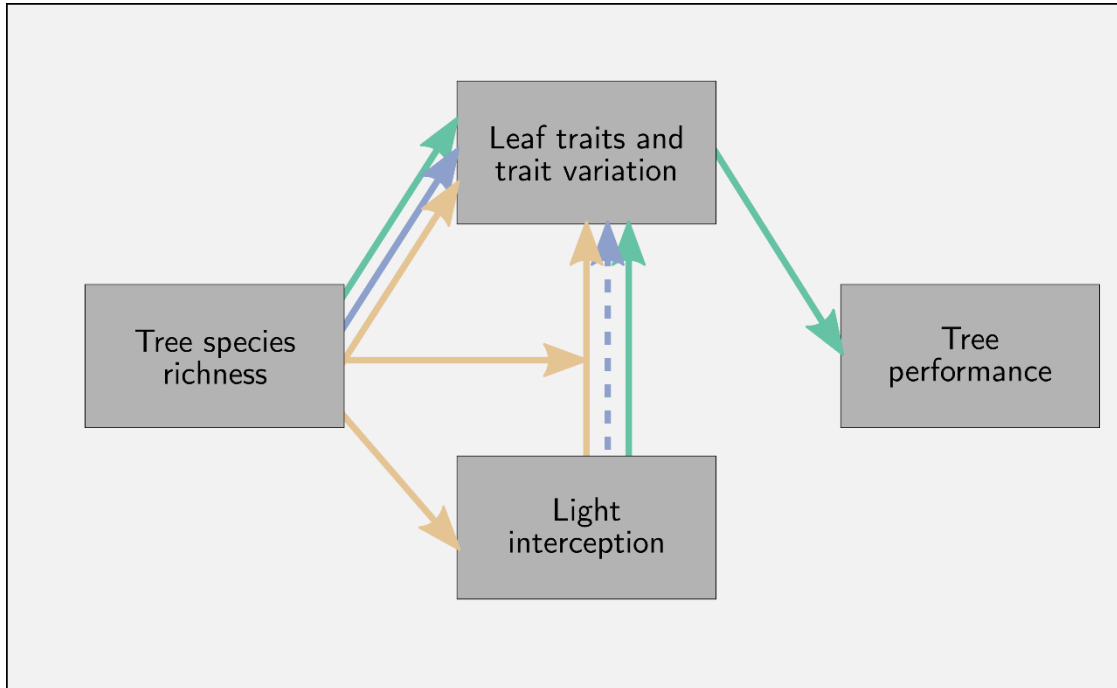 Leaf traits and
trait variation
Tree species
richness
Tree
performance
Light
interception